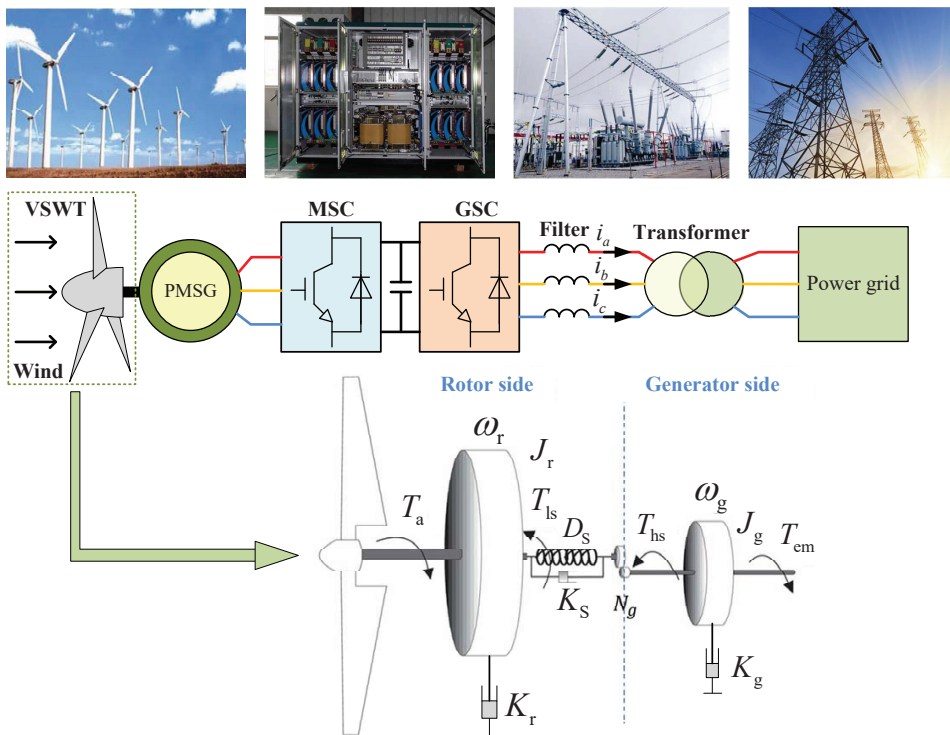 VSWT
MSC
GSC
Filter
i_a
Transformer
PMSG
i_b
Power grid
i_c
Wind
Rotor side
Generator side
ω_r
J_r
ω_g
T_a
T_ls
D_S
T_hs
J_g
T_em
K_S
N_g
K_g
K_r